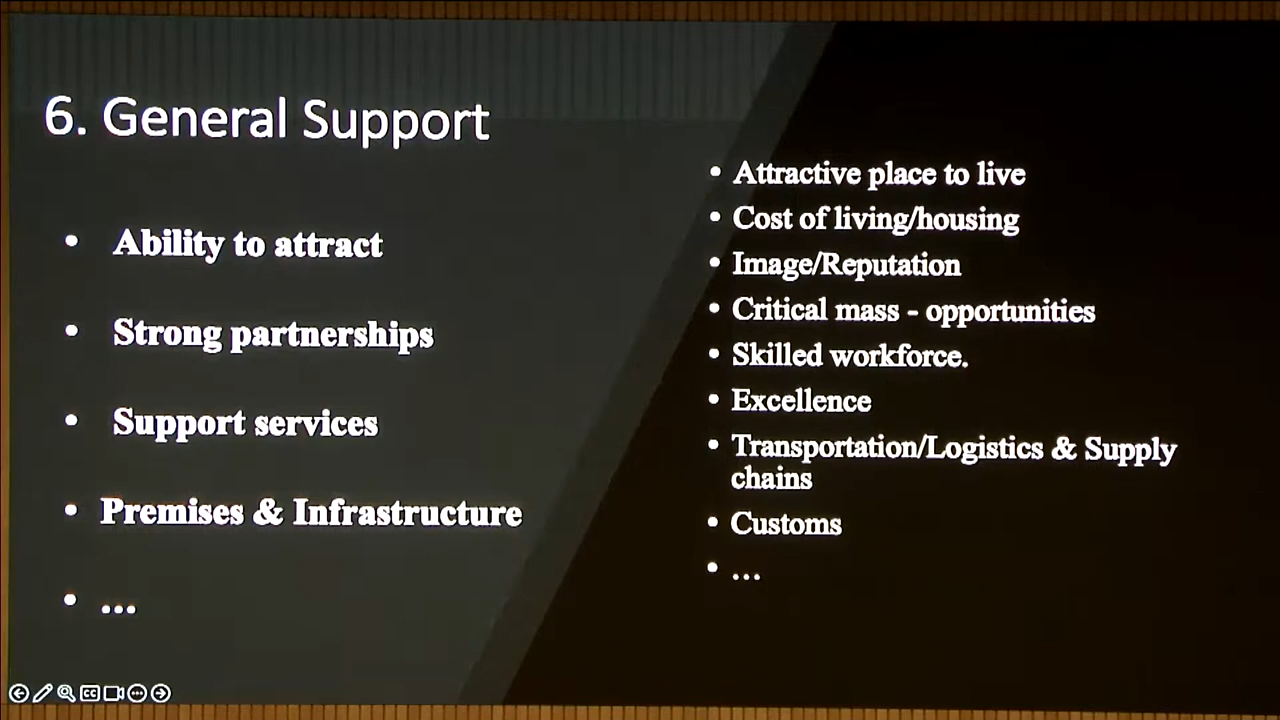 6. General Support
• Ability to attract
• Strong partnerships
• Support services
• Premises & Infrastructure
• ...
• Attractive place to live
• Cost of living/housing
• Image/Reputation
• Critical mass - opportunities
• Skilled workforce.
• Excellence
• Transportation/Logistics & Supply
chains
• Customs
• ...
CC